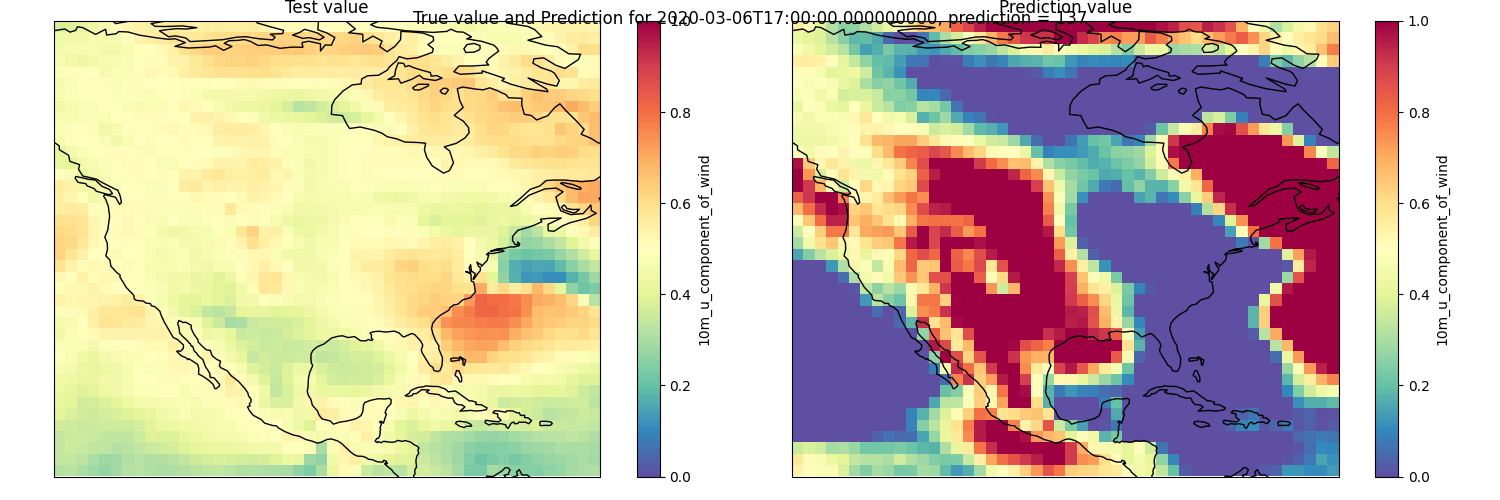 Test value
True value and Prediction for 2020-03-06T17:00:00.000000000, prediction = 137
Prediction value
1.0
0.8
0.6
0.4
0.2
0.0
10m_u_component_of_wind
1.0
0.8
0.6
0.4
0.2
0.0
10m_u_component_of_wind